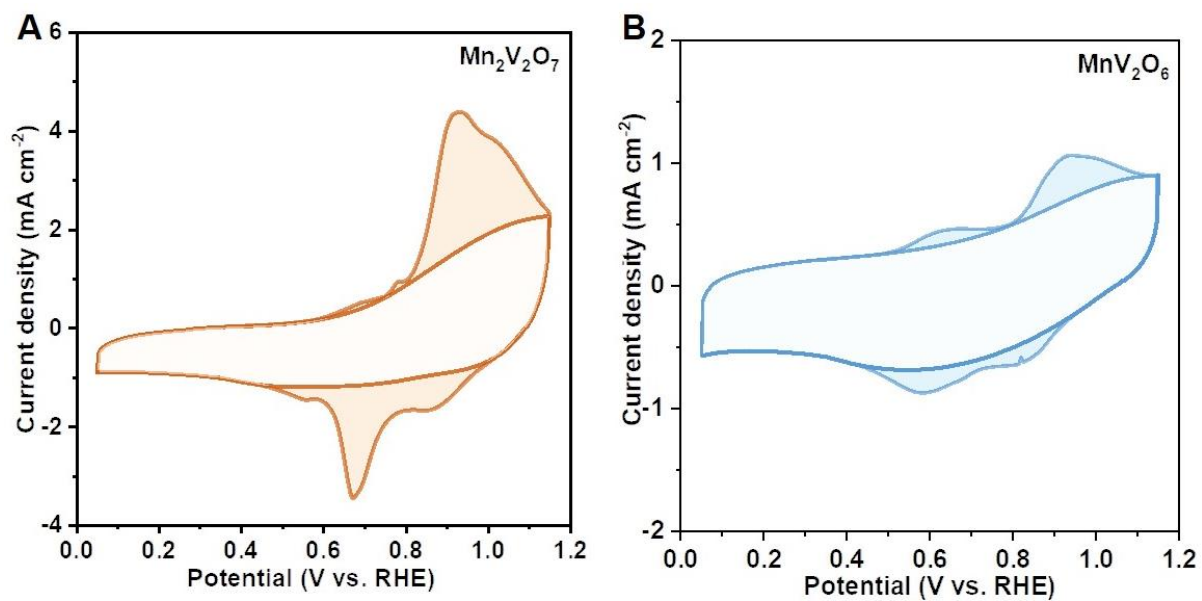 A
Mn₂V₂O₇
Current density (mA cm⁻²)
6
4
2
0
-2
-4
0.0 0.2 0.4 0.6 0.8 1.0 1.2
Potential (V vs. RHE)
B
MnV₂O₆
Current density (mA cm⁻²)
2
1
0
-1
-2
0.0 0.2 0.4 0.6 0.8 1.0 1.2
Potential (V vs. RHE)